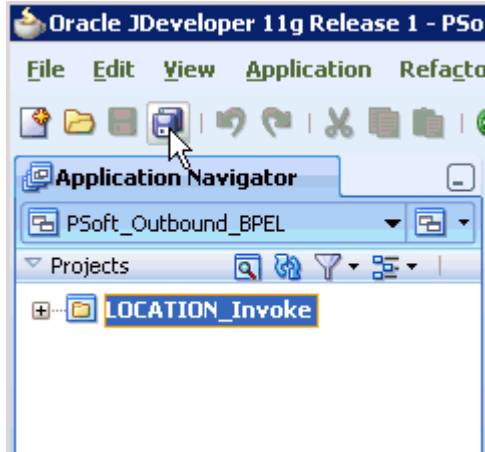 Oracle JDeveloper 11g Release 1 - PSo
File Edit View Application Refacto
Application Navigator
PSoft_Outbound_BPEL
Projects
LOCATION_Invoke